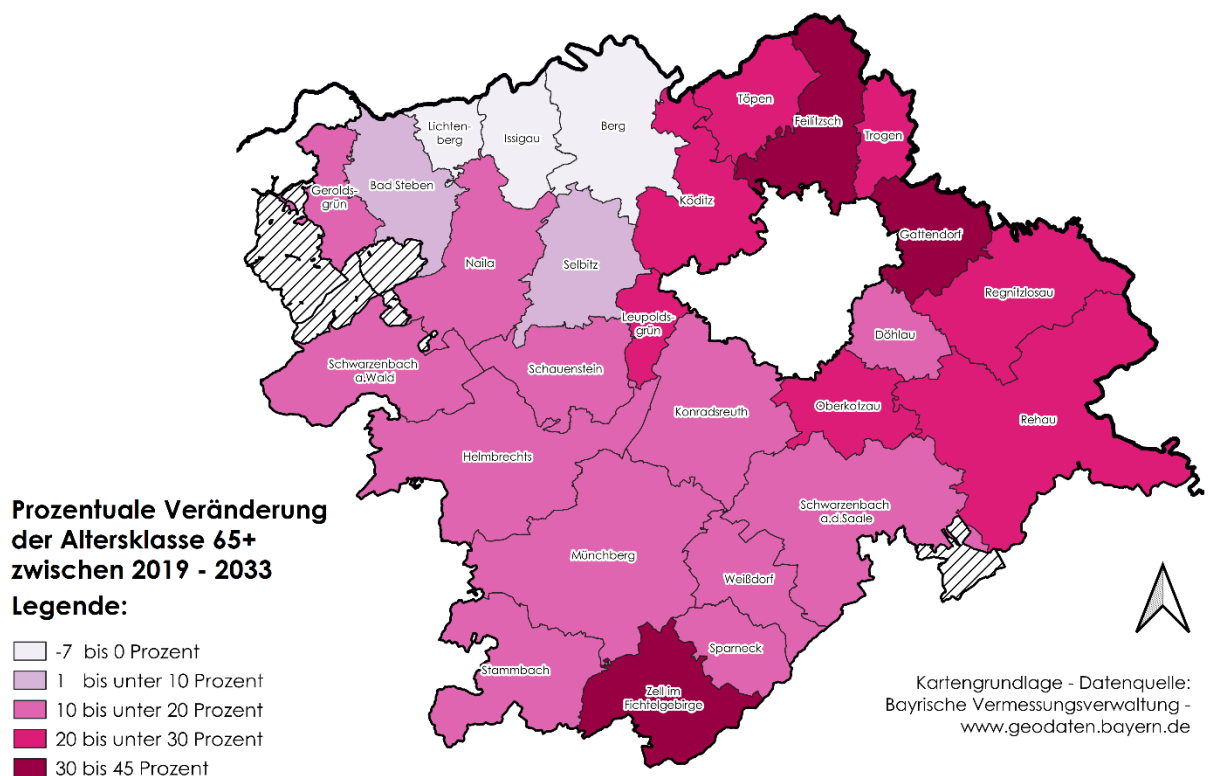 Töpen
Feilitzsch
Lichten-
berg
Issigau
Berg
Trogen
Gerolds-
grün
Bad Steben
Ködi​tz
Gattendorf
Naila
Selbitz
Regnitzlosau
Leupolds-
grün
Döhlau
Schwarzenbach
a.Wald
Schauenstein
Konradsreuth
Oberkotzau
Rehau
Helmbrechts
Schwarzenbach
a.d.Saale
Münchberg
Weißdorf
Sparneck
Stammbach
Zell im
Fichtelgebirge
Prozentuale Veränderung
der Altersklasse 65+
zwischen 2019 - 2033
Legende:
-7 bis 0 Prozent
1 bis unter 10 Prozent
10 bis unter 20 Prozent
20 bis unter 30 Prozent
30 bis 45 Prozent
Kartengrundlage - Datenquelle:
Bayrische Vermessungsverwaltung -
www.geodaten.bayern.de